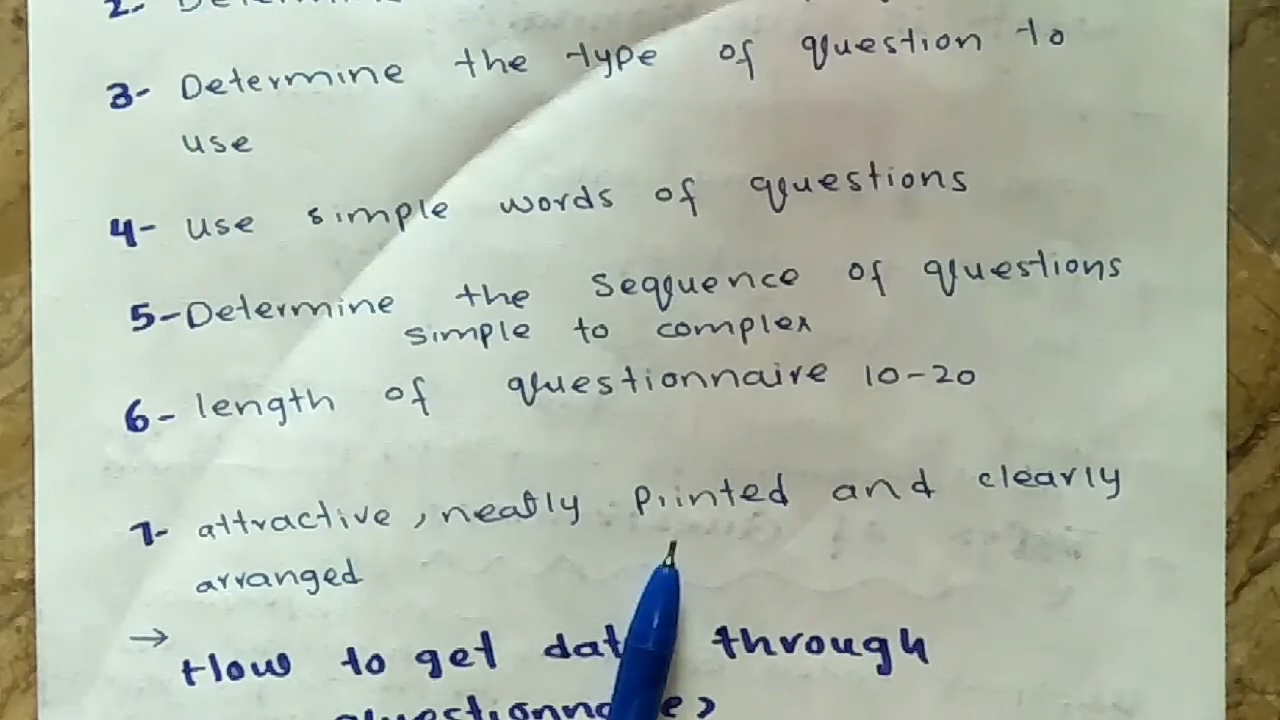 2-
3- Determine the type of question to
use
4- use simple words of questions
5-Determine the sequence of questions
simple to complex
6- length of questionnaire 10-20
7- attractive, neatly printed and clearly
arranged
→ How to get data through